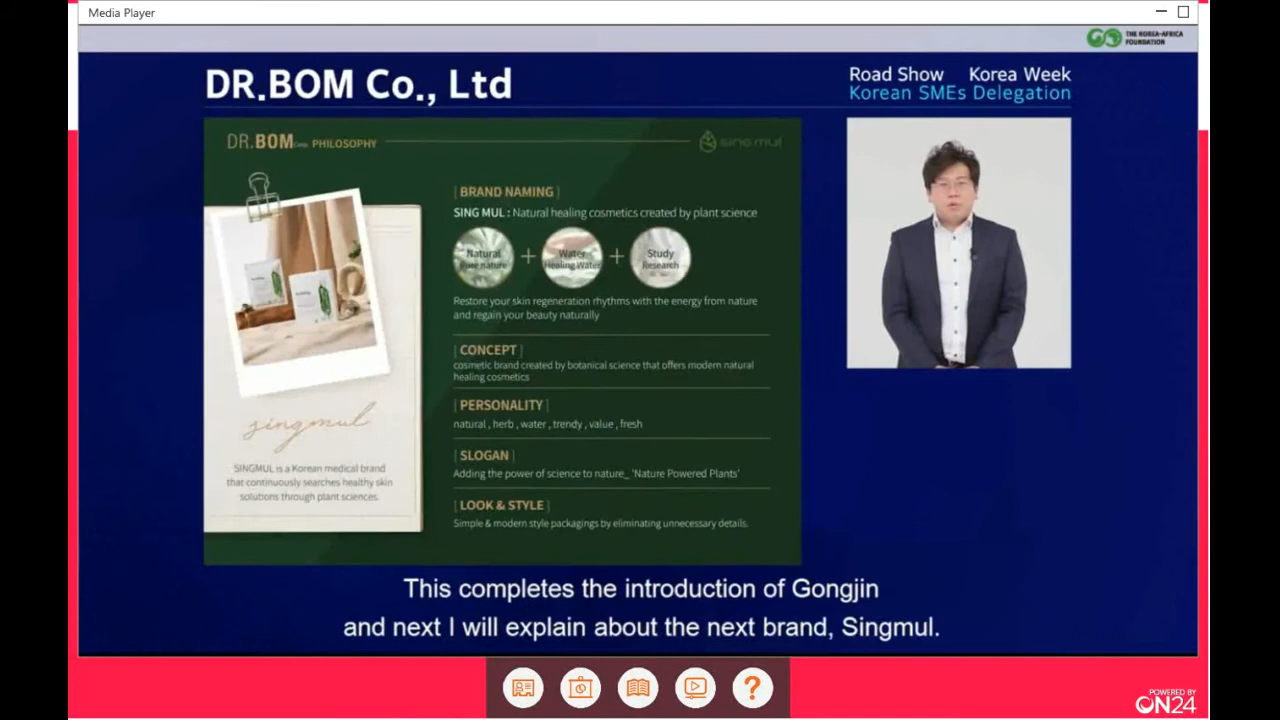 Media Player
THE KOREA-AFRICA
FOUNDATION
DR.BOM Co., Ltd
Road Show Korea Week
Korean SMEs Delegation
DR.BOM Corp. PHILOSOPHY
sing mul
[ BRAND NAMING ]
SING MUL : Natural healing cosmetics created by plant science
Natural
Pure nature
+
Water
Healing Water
+
Study
Research
Restore your skin regeneration rhythms with the energy from nature
and regain your beauty naturally
[ CONCEPT ]
cosmetic brand created by botanical science that offers modern natural
healing cosmetics
[ PERSONALITY ]
natural , herb , water , trendy , value , fresh
[ SLOGAN ]
Adding the power of science to nature_ 'Nature Powered Plants'
[ LOOK & STYLE ]
Simple & modern style packagings by eliminating unnecessary details.
singmul
SINGMUL is a Korean medical brand
that continuously searches healthy skin
solutions through plant sciences.
This completes the introduction of Gongjin
and next I will explain about the next brand, Singmul.
?
POWERED BY
ON24